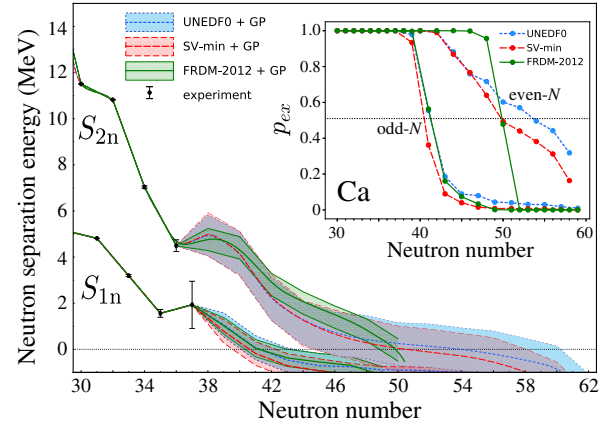 Neutron separation energy (MeV)
14
12
10
8
6
4
2
0
30
34
38
42
46
50
54
58
62
Neutron number
S2n
S1n
UNEDF0 + GP
SV-min + GP
FRDM-2012 + GP
experiment
pex
1.0
0.8
0.6
0.4
0.2
0.0
30
40
50
60
Neutron number
UNEDF0
SV-min
FRDM-2012
even-N
odd-N
Ca